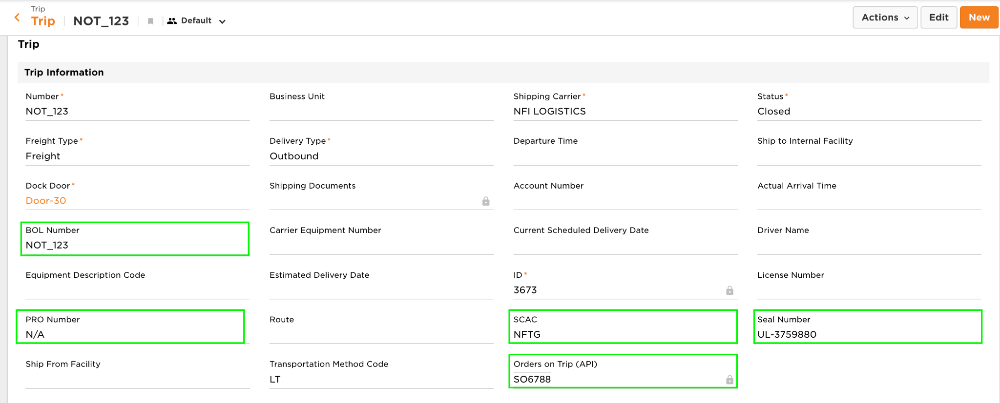 Trip
Trip NOT_123 Default
Actions Edit New
Trip
Trip Information
Number* Business Unit Shipping Carrier* Status*
NOT_123 NFI LOGISTICS Closed
Freight Type* Delivery Type* Departure Time Ship to Internal Facility
Freight Outbound
Dock Door* Shipping Documents Account Number Actual Arrival Time
Door-30
BOL Number Carrier Equipment Number Current Scheduled Delivery Date Driver Name
NOT_123
Equipment Description Code Estimated Delivery Date ID* License Number
3673
PRO Number Route SCAC Seal Number
N/A NFTG UL-3759880
Ship From Facility Transportation Method Code Orders on Trip (API)
LT SO6788